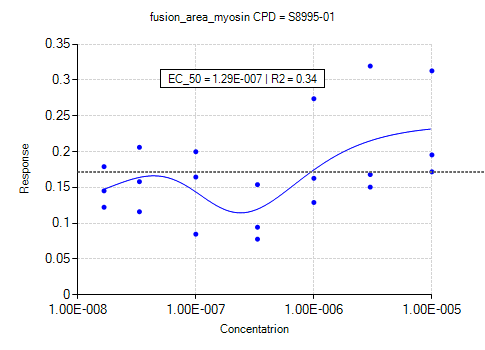 fusion_area_myosin CPD = S8995-01
0.35
0.3
0.25
0.2
0.15
0.1
0.05
0
Response
EC_50 = 1.29E-007 | R2 = 0.34
1.00E-008 1.00E-007 1.00E-006 1.00E-005
Concentatrion